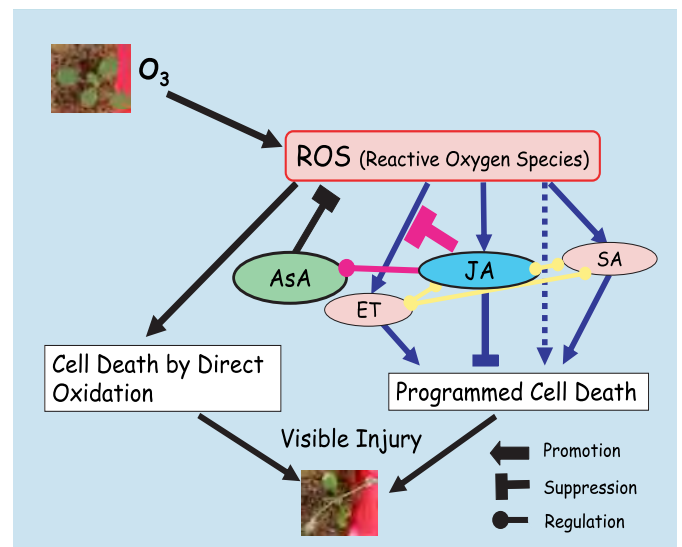 O3
ROS (Reactive Oxygen Species)
AsA
JA
SA
ET
Cell Death by Direct
Oxidation
Programmed Cell Death
Visible Injury
Promotion
Suppression
Regulation